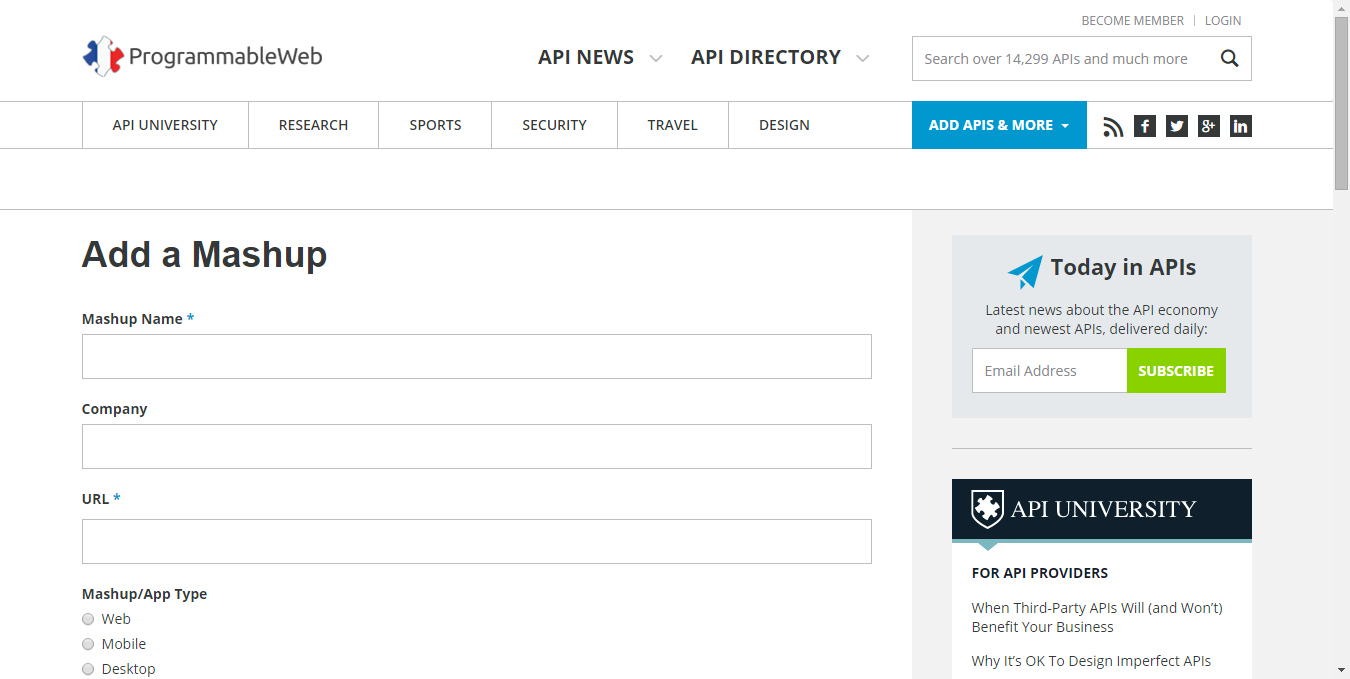 BECOME MEMBER LOGIN
ProgrammableWeb
API NEWS API DIRECTORY
Search over 14,299 APIs and much more
API UNIVERSITY RESEARCH SPORTS SECURITY TRAVEL DESIGN
ADD APIS & MORE
f g+ in
Add a Mashup
Mashup Name *
Company
URL *
Mashup/App Type
Web
Mobile
Desktop
Today in APIs
Latest news about the API economy
and newest APIs, delivered daily:
Email Address SUBSCRIBE
API UNIVERSITY
FOR API PROVIDERS
When Third-Party APIs Will (and Won’t)
Benefit Your Business
Why It’s OK To Design Imperfect APIs